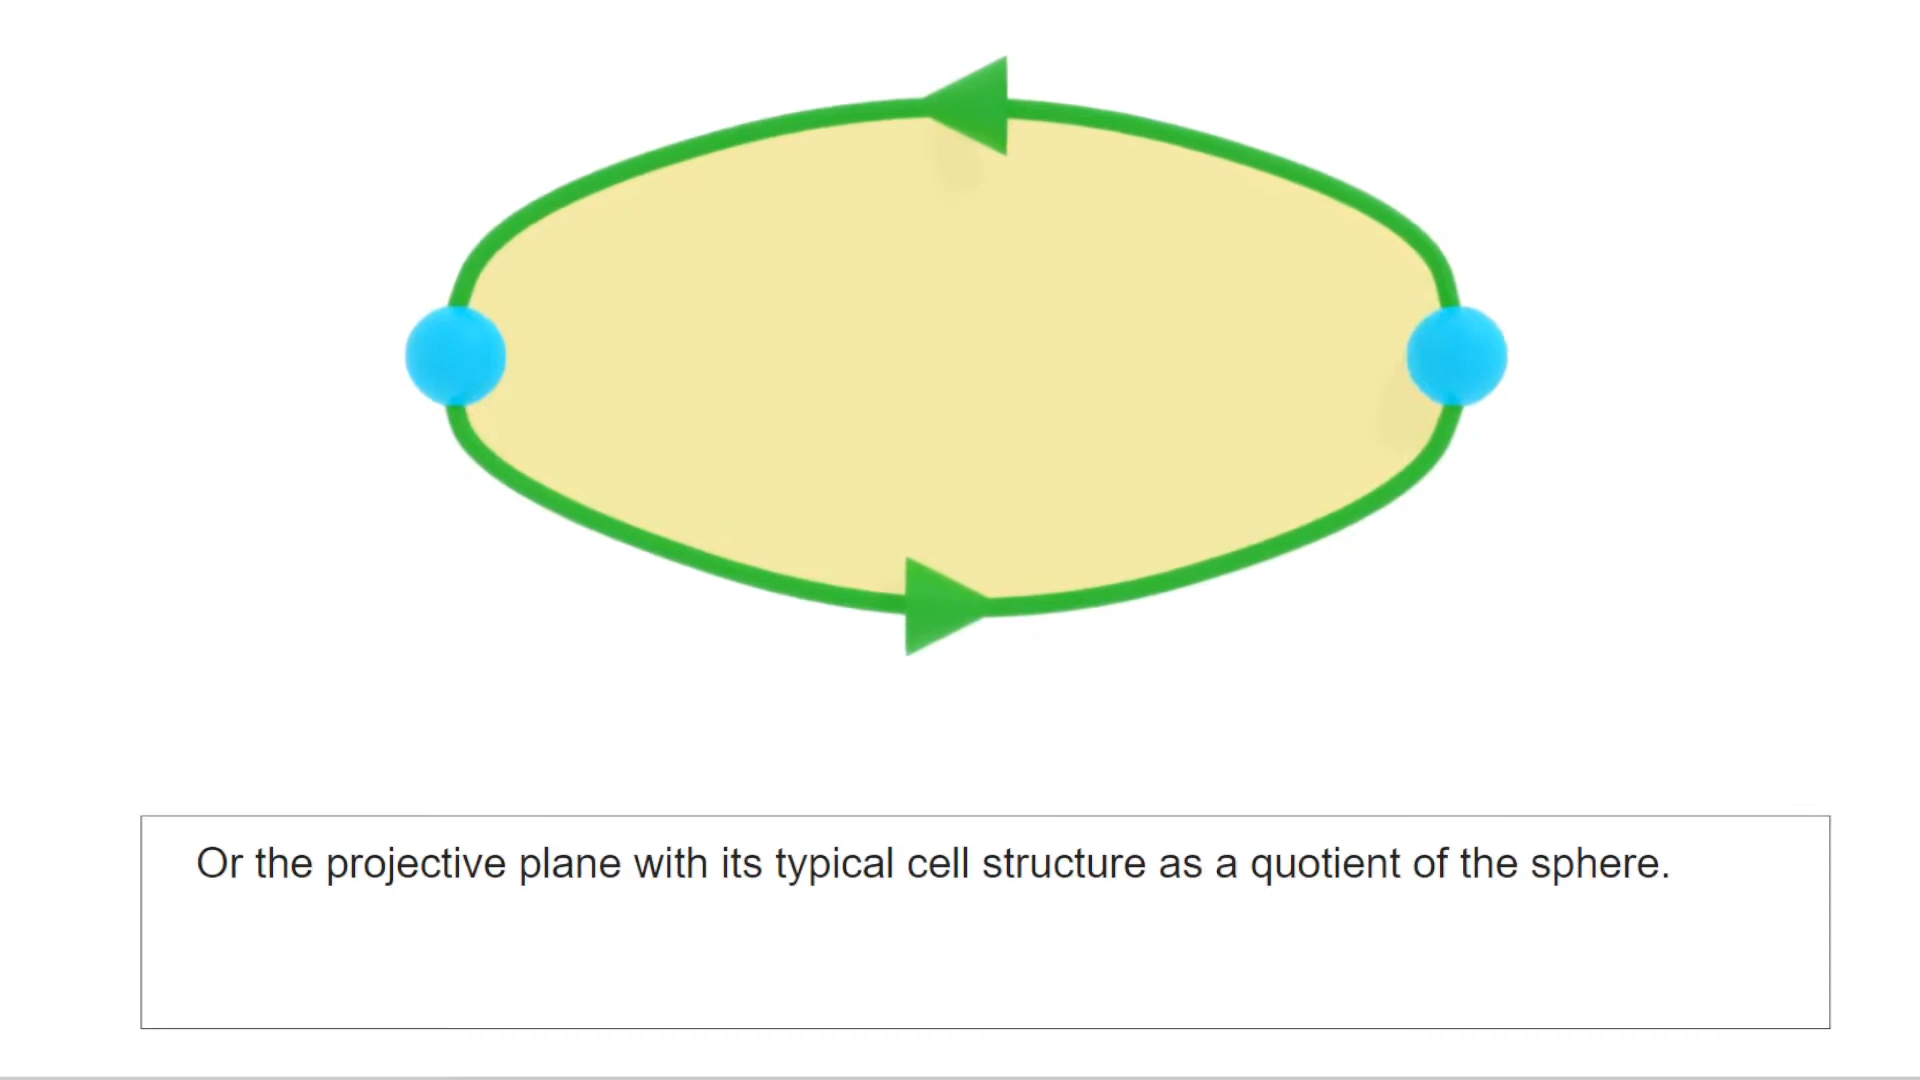 Or the projective plane with its typical cell structure as a quotient of the sphere.